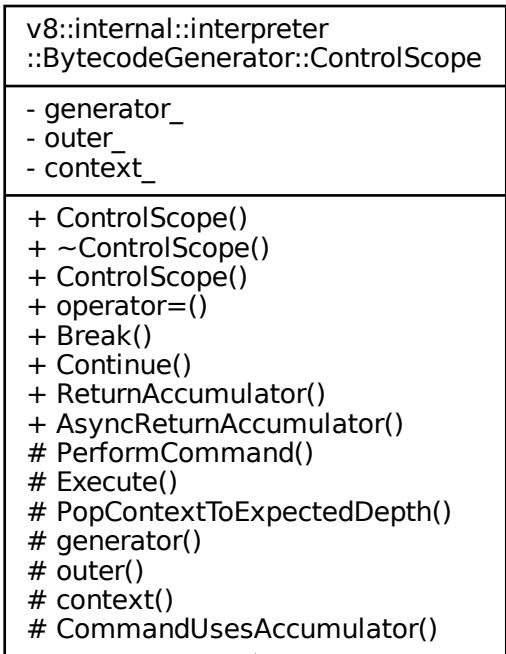 v8::internal::interpreter
::BytecodeGenerator::ControlScope
- generator_
- outer_
- context_
+ ControlScope()
+ ~ControlScope()
+ ControlScope()
+ operator=()
+ Break()
+ Continue()
+ ReturnAccumulator()
+ AsyncReturnAccumulator()
# PerformCommand()
# Execute()
# PopContextToExpectedDepth()
# generator()
# outer()
# context()
# CommandUsesAccumulator()